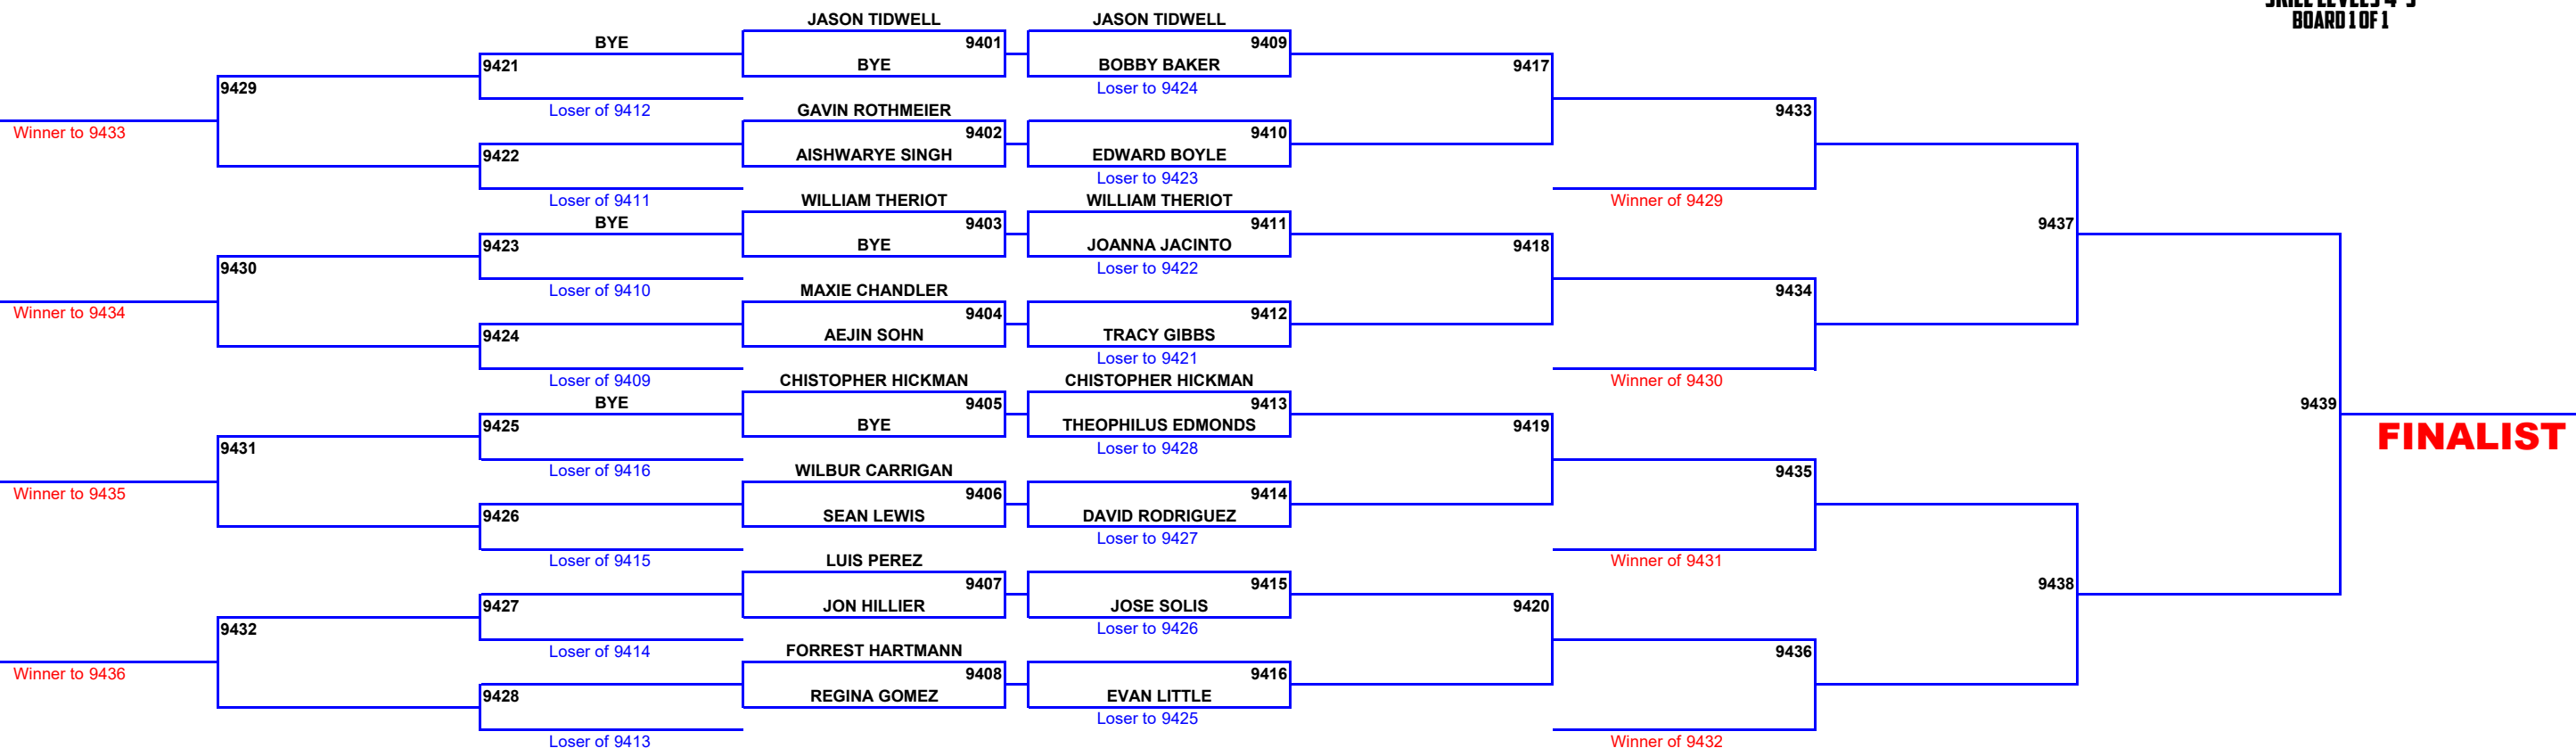 SKILL LEVELS 4-5
BOARD 1 OF 1
JASON TIDWELL JASON TIDWELL
BYE 9401 9409
9421 BYE BOBBY BAKER 9417
9429 Loser to 9424
Loser of 9412 GAVIN ROTHMEIER 9433
Winner to 9433 9402 9410
9422 AISHWARYE SINGH EDWARD BOYLE
Loser to 9423
Loser of 9411 WILLIAM THERIOT WILLIAM THERIOT Winner of 9429
BYE 9403 9411 9437
9423 BYE JOANNA JACINTO 9418
9430 Loser to 9422
Loser of 9410 MAXIE CHANDLER 9434
Winner to 9434 9404 9412
9424 AEJIN SOHN TRACY GIBBS
Loser to 9421
Loser of 9409 CHISTOPHER HICKMAN CHISTOPHER HICKMAN Winner of 9430
BYE 9405 9413 9439
9425 BYE THEOPHILUS EDMONDS 9419
FINALIST
9431 Loser to 9428
Loser of 9416 WILBUR CARRIGAN 9435
Winner to 9435 9406 9414
9426 SEAN LEWIS DAVID RODRIGUEZ
Loser to 9427
Loser of 9415 LUIS PEREZ Winner of 9431
9407 9415 9438
9427 JON HILLIER JOSE SOLIS 9420
9432 Loser to 9426
Loser of 9414 FORREST HARTMANN 9436
Winner to 9436 9408 9416
9428 REGINA GOMEZ EVAN LITTLE
Loser to 9425
Loser of 9413 Winner of 9432